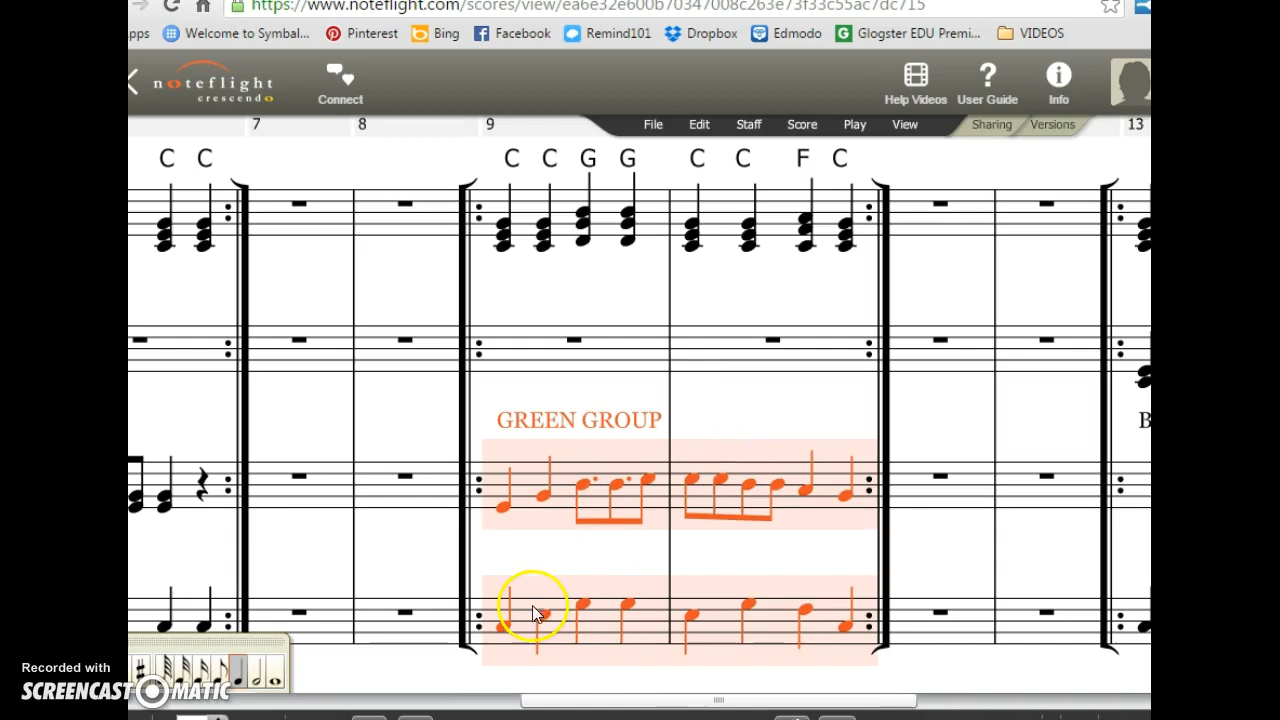 https://www.noteflight.com/scores/view/ea6e32e600b70347008c263e73f33c55ac7dc715
pps Welcome to Symbal... Pinterest Bing Facebook Remind101 Dropbox Edmodo Glogster EDU Premi... VIDEOS
noteflight
crescendo
Connect
Help Videos User Guide Info
7 8 9 File Edit Staff Score Play View Sharing Versions 13
C C C C G G C C F C
GREEN GROUP B
Recorded with
SCREENCAST MATIC